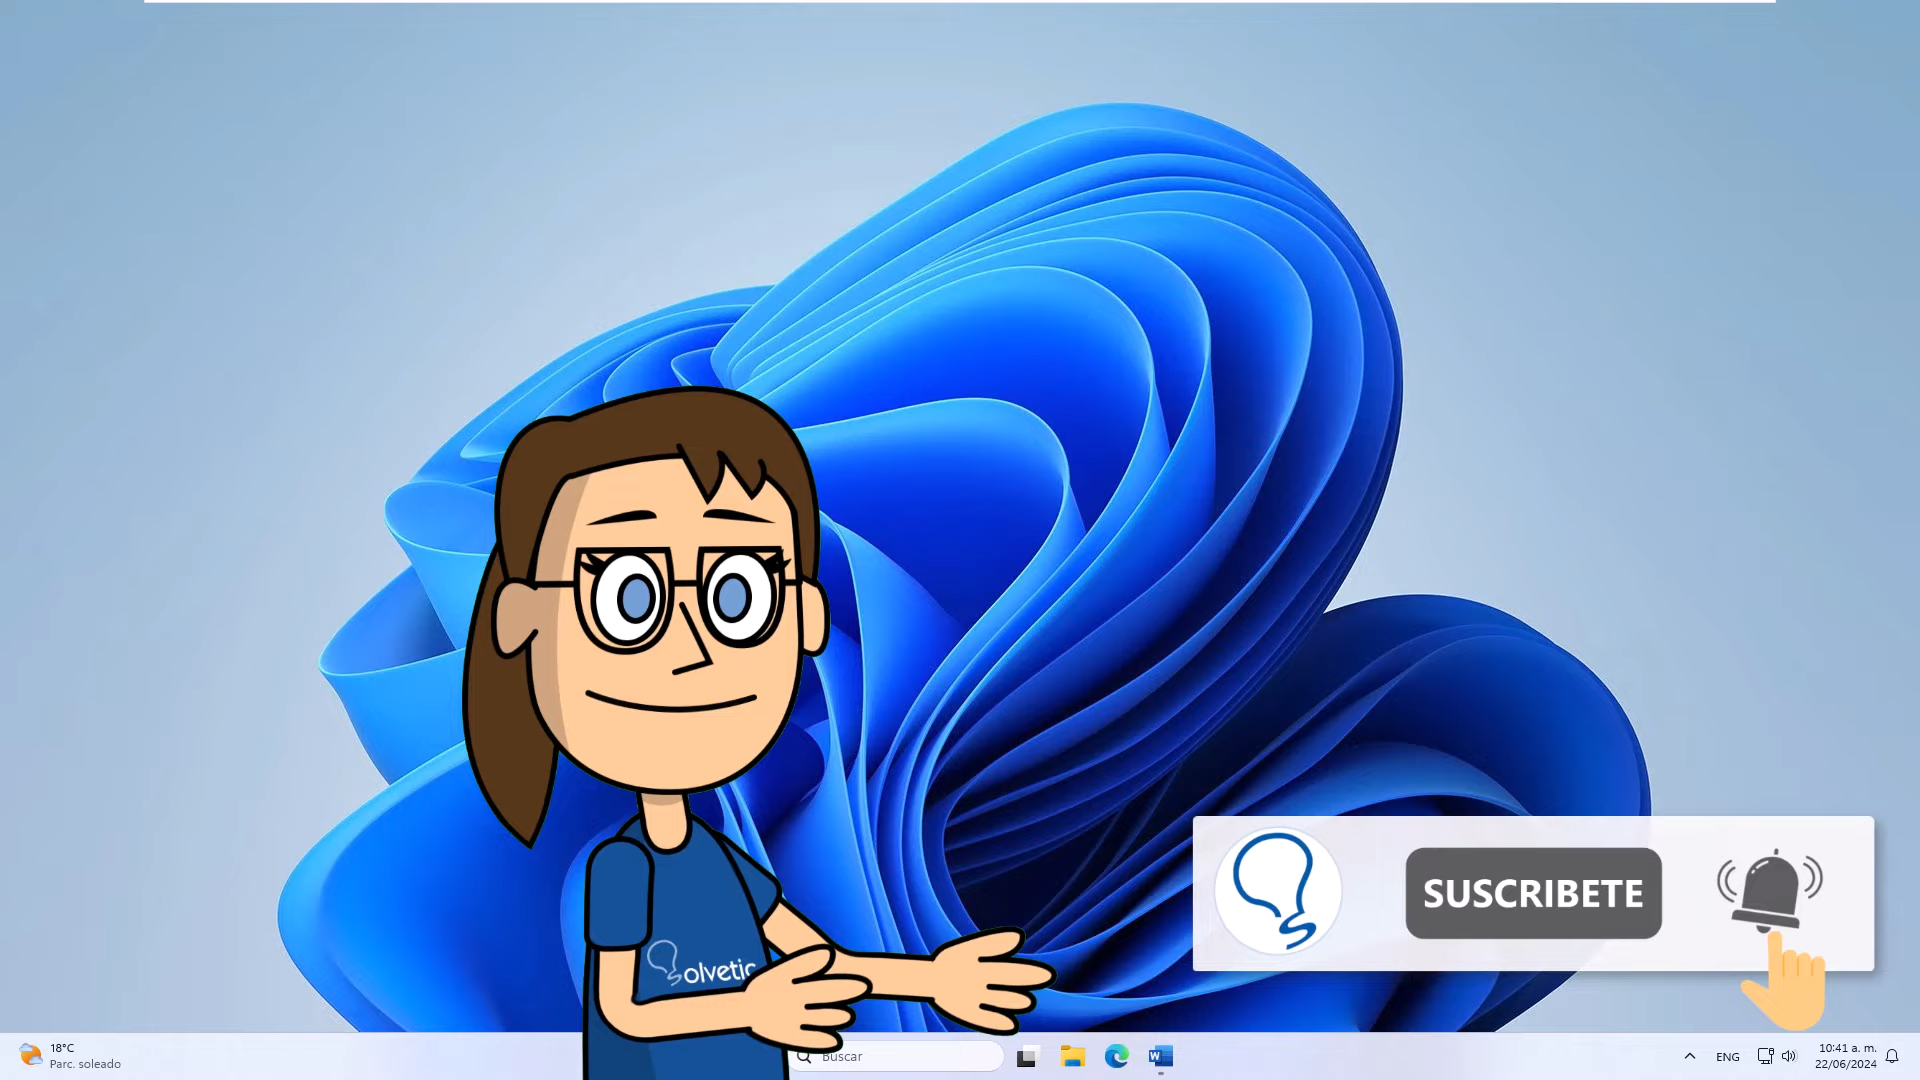 SUSCRIBETE
olvetic
18°C
Parc. soleado
Buscar
W
ENG
10:41 a. m.
22/06/2024